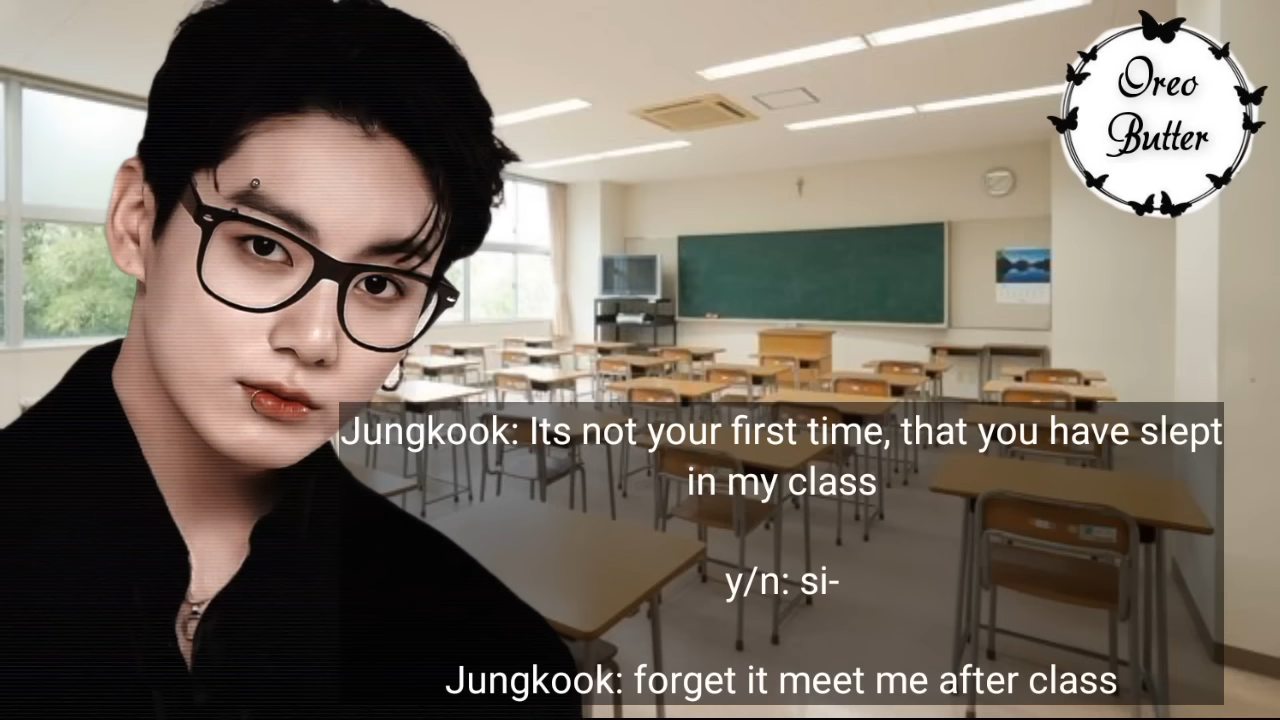 Oreo
Butter
Jungkook: Its not your first time, that you have slept
in my class
y/n: si-
Jungkook: forget it meet me after class